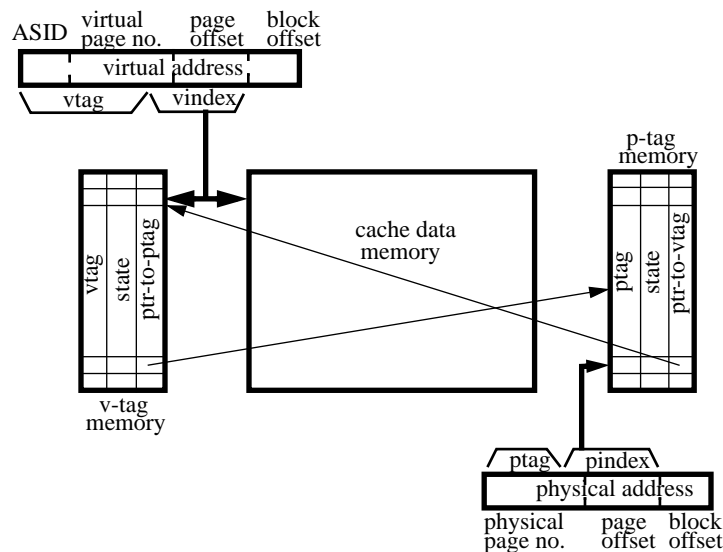 ASID
virtual page no.
page offset
block offset
virtual address
vtag
vindex
p-tag
memory
cache data
memory
vtag
state
ptr-to-ptag
ptag
state
ptr-to-vtag
v-tag
memory
ptag
pindex
physical address
physical page no.
page offset
block offset